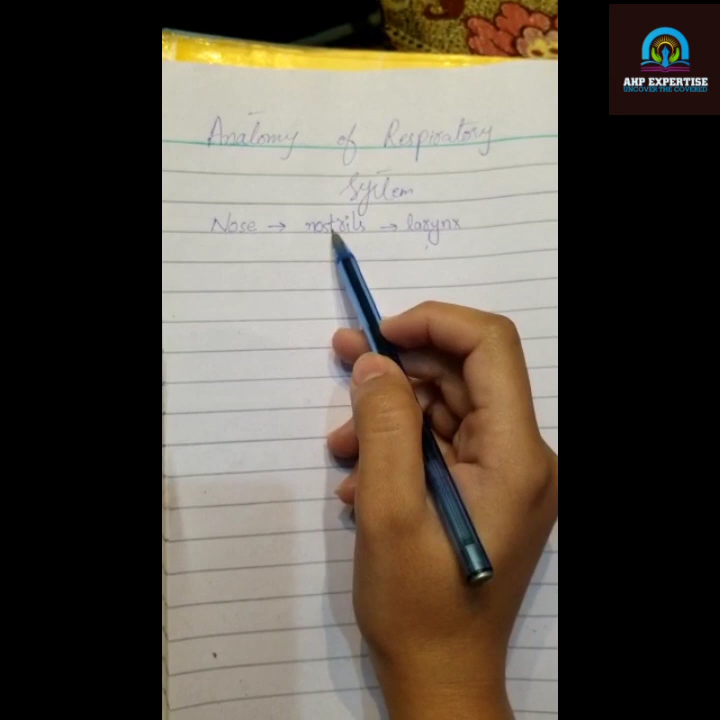 AHP EXPERTISE
UNCOVER THE COVERED
Anatomy of Respiratory
System
Nose → nostrils → larynx